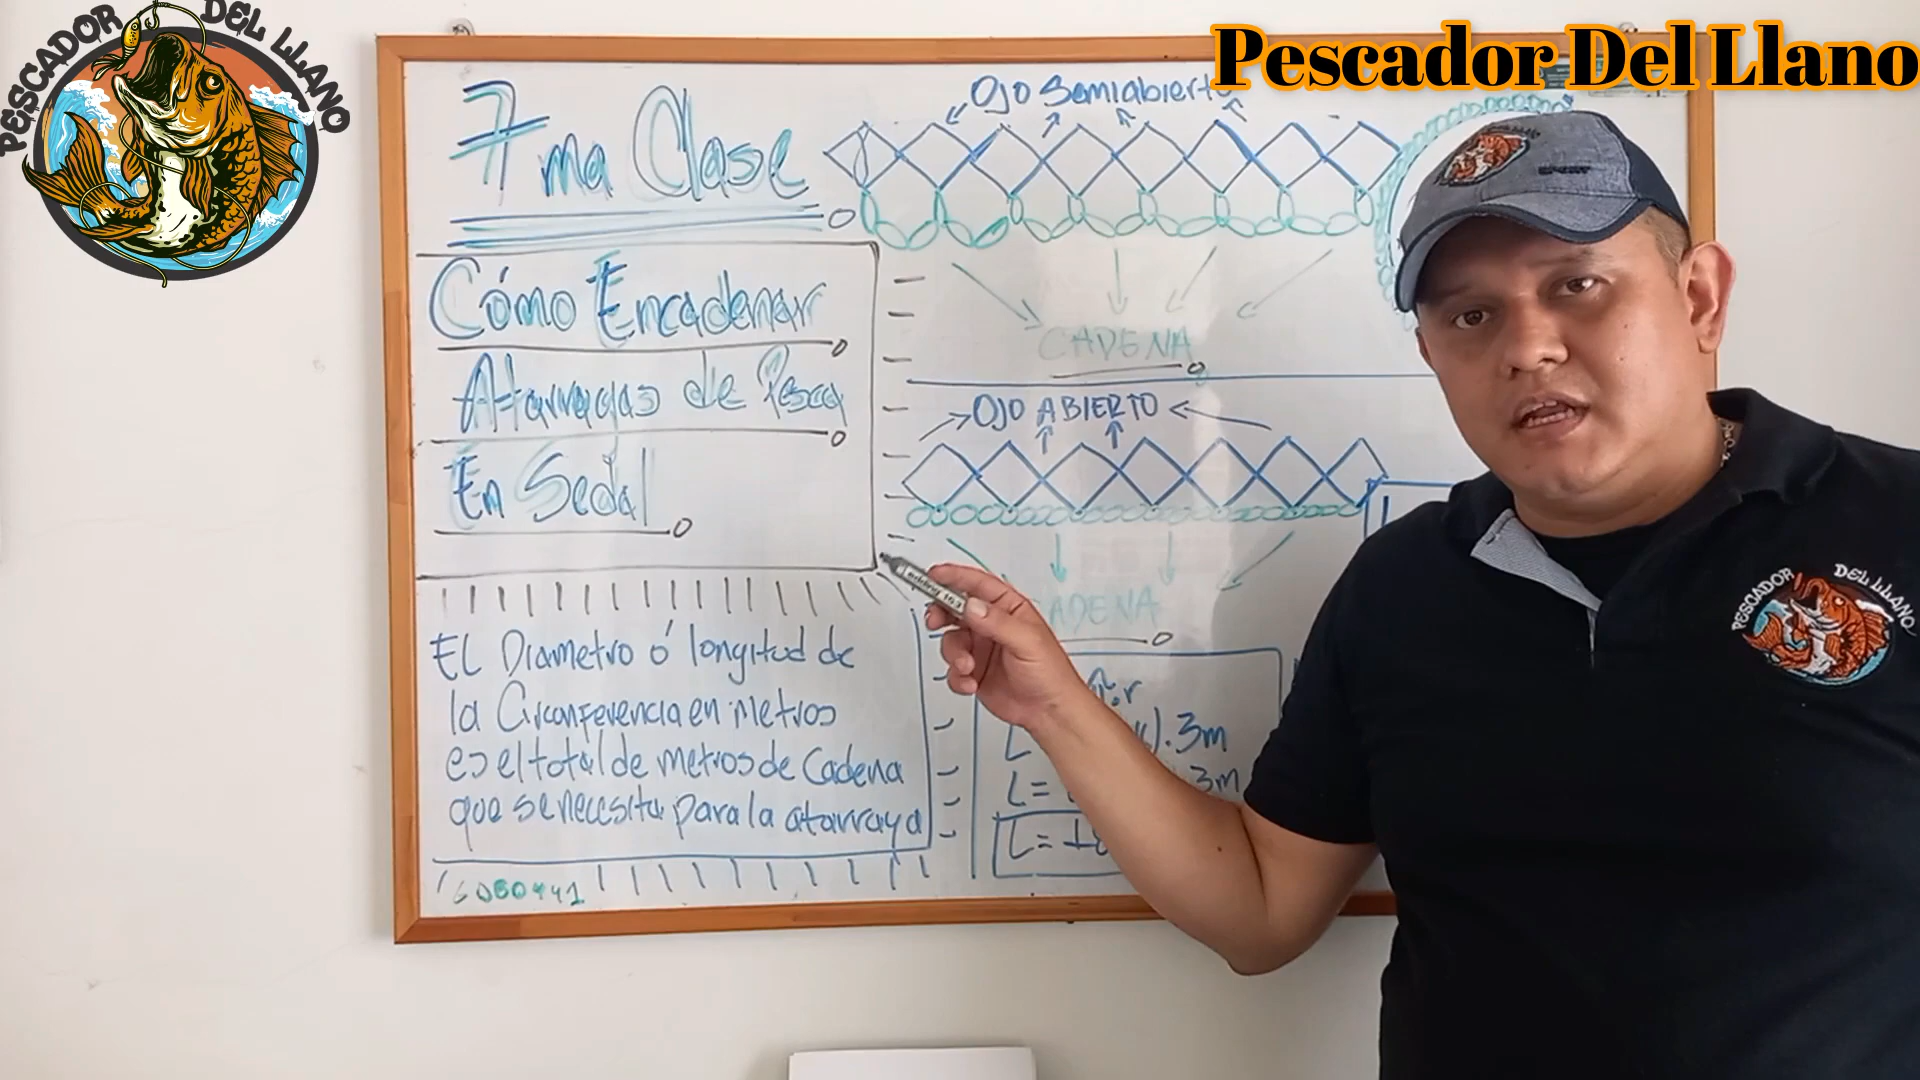 PESCADOR DEL LLANO
Pescador Del Llano
7ma Clase
Cómo Encadenar
Atarrayas de Pesca
En Sedal
El Diametro ó longitud de
la Circunferencia en Metros
es el total de metros de Cadena
que se necesita para la atarraya
Ojo Semiabierto
CADENA
OJO ABIERTO
CADENA
.r
L .3m
L= 3m
L=
PESCADOR DEL LLANO